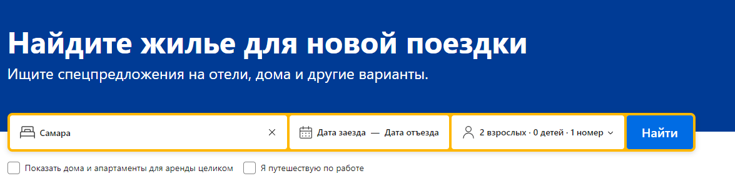 Найдите жилье для новой поездки
Ищите спецпредложения на отели, дома и другие варианты.
Самара
Дата заезда — Дата отъезда
2 взрослых · 0 детей · 1 номер
Найти
Показать дома и апартаменты для аренды целиком
Я путешествую по работе